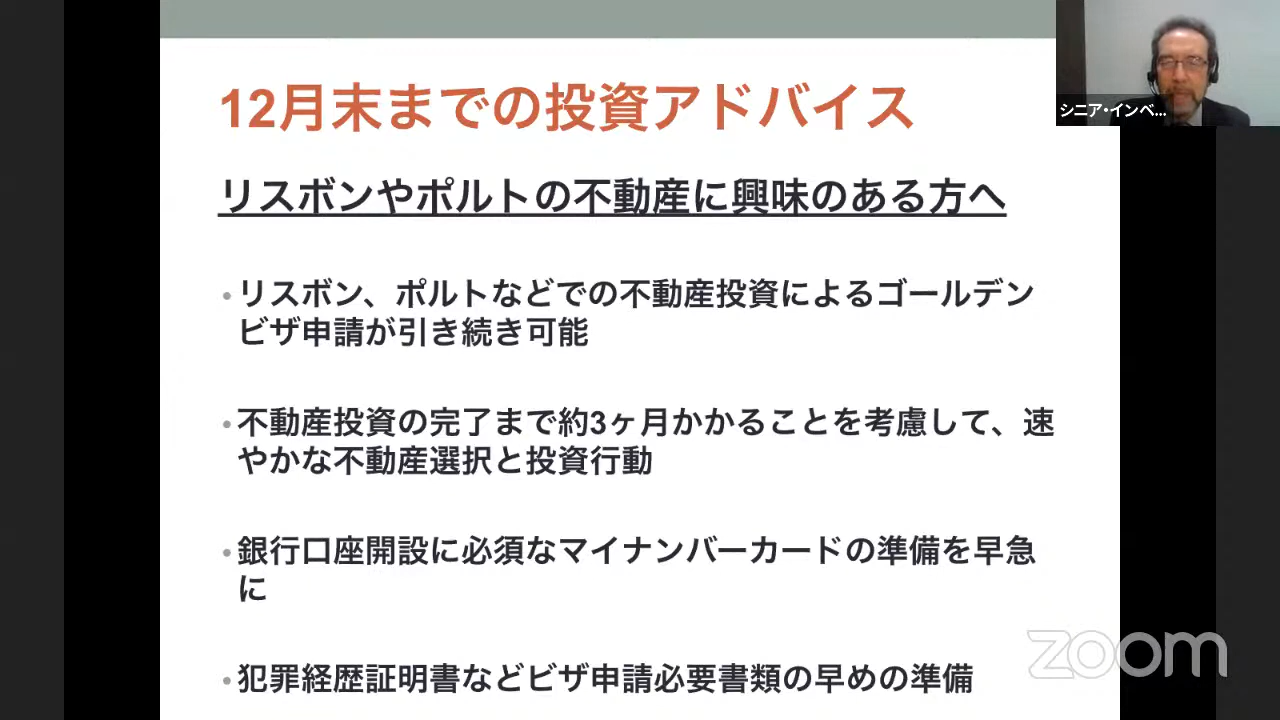 12月末までの投資アドバイス
シニア・インベ...
リスボンやポルトの不動産に興味のある方へ
・リスボン、ポルトなどでの不動産投資によるゴールデン
ビザ申請が引き続き可能
・不動産投資の完了まで約3ヶ月かかることを考慮して、速
やかな不動産選択と投資行動
・銀行口座開設に必須なマイナンバーカードの準備を早急
に
・犯罪経歴証明書などビザ申請必要書類の早めの準備
zoom